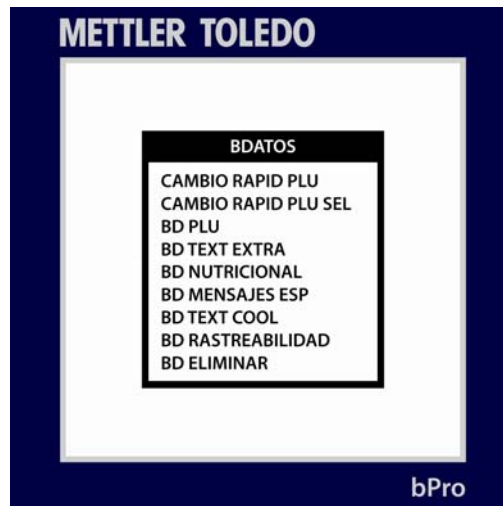 METTLER TOLEDO
BDATOS
CAMBIO RAPID PLU
CAMBIO RAPID PLU SEL
BD PLU
BD TEXT EXTRA
BD NUTRICIONAL
BD MENSAJES ESP
BD TEXT COOL
BD RASTREABILIDAD
BD ELIMINAR
bPro